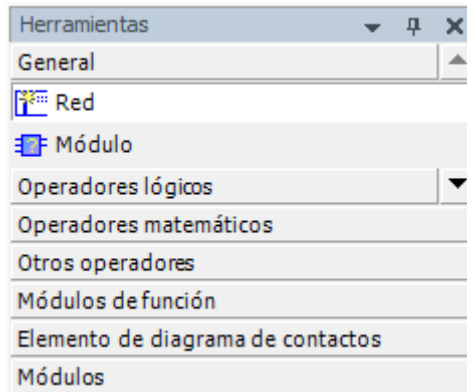 Herramientas
General
Red
Módulo
Operadores lógicos
Operadores matemáticos
Otros operadores
Módulos de función
Elemento de diagrama de contactos
Módulos